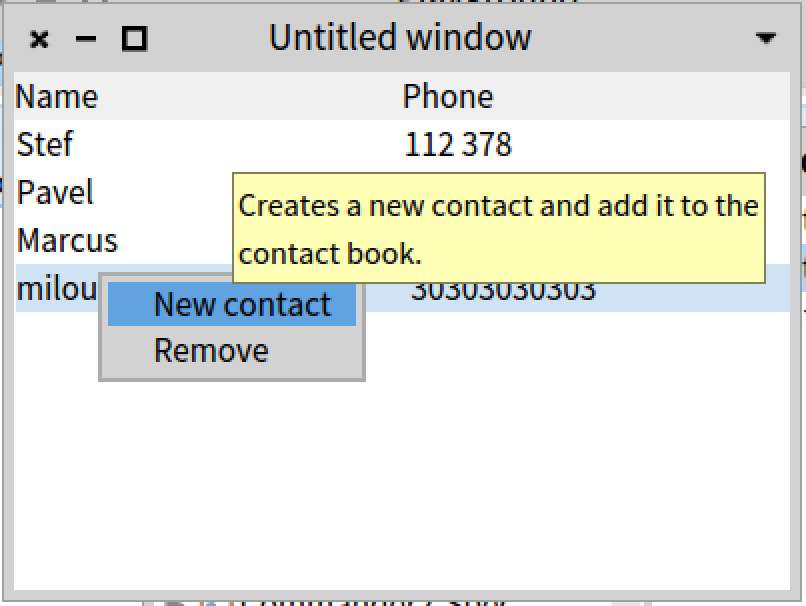 Untitled window
Name Phone
Stef 112 378
Pavel
Creates a new contact and add it to the
Marcus
contact book.
milou 30303030303
New contact
Remove